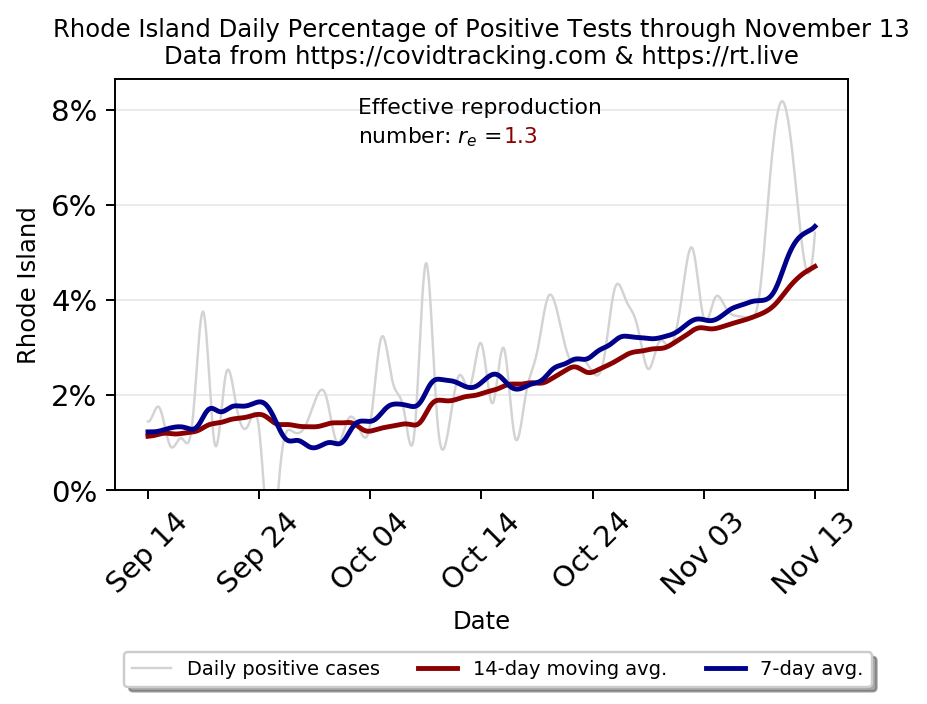 Rhode Island Daily Percentage of Positive Tests through November 13
Data from https://covidtracking.com & https://rt.live
Effective reproduction
number: rₑ =1.3
8%
6%
4%
2%
0%
Rhode Island
Sep 14
Sep 24
Oct 04
Oct 14
Oct 24
Nov 03
Nov 13
Date
Daily positive cases
14-day moving avg.
7-day avg.